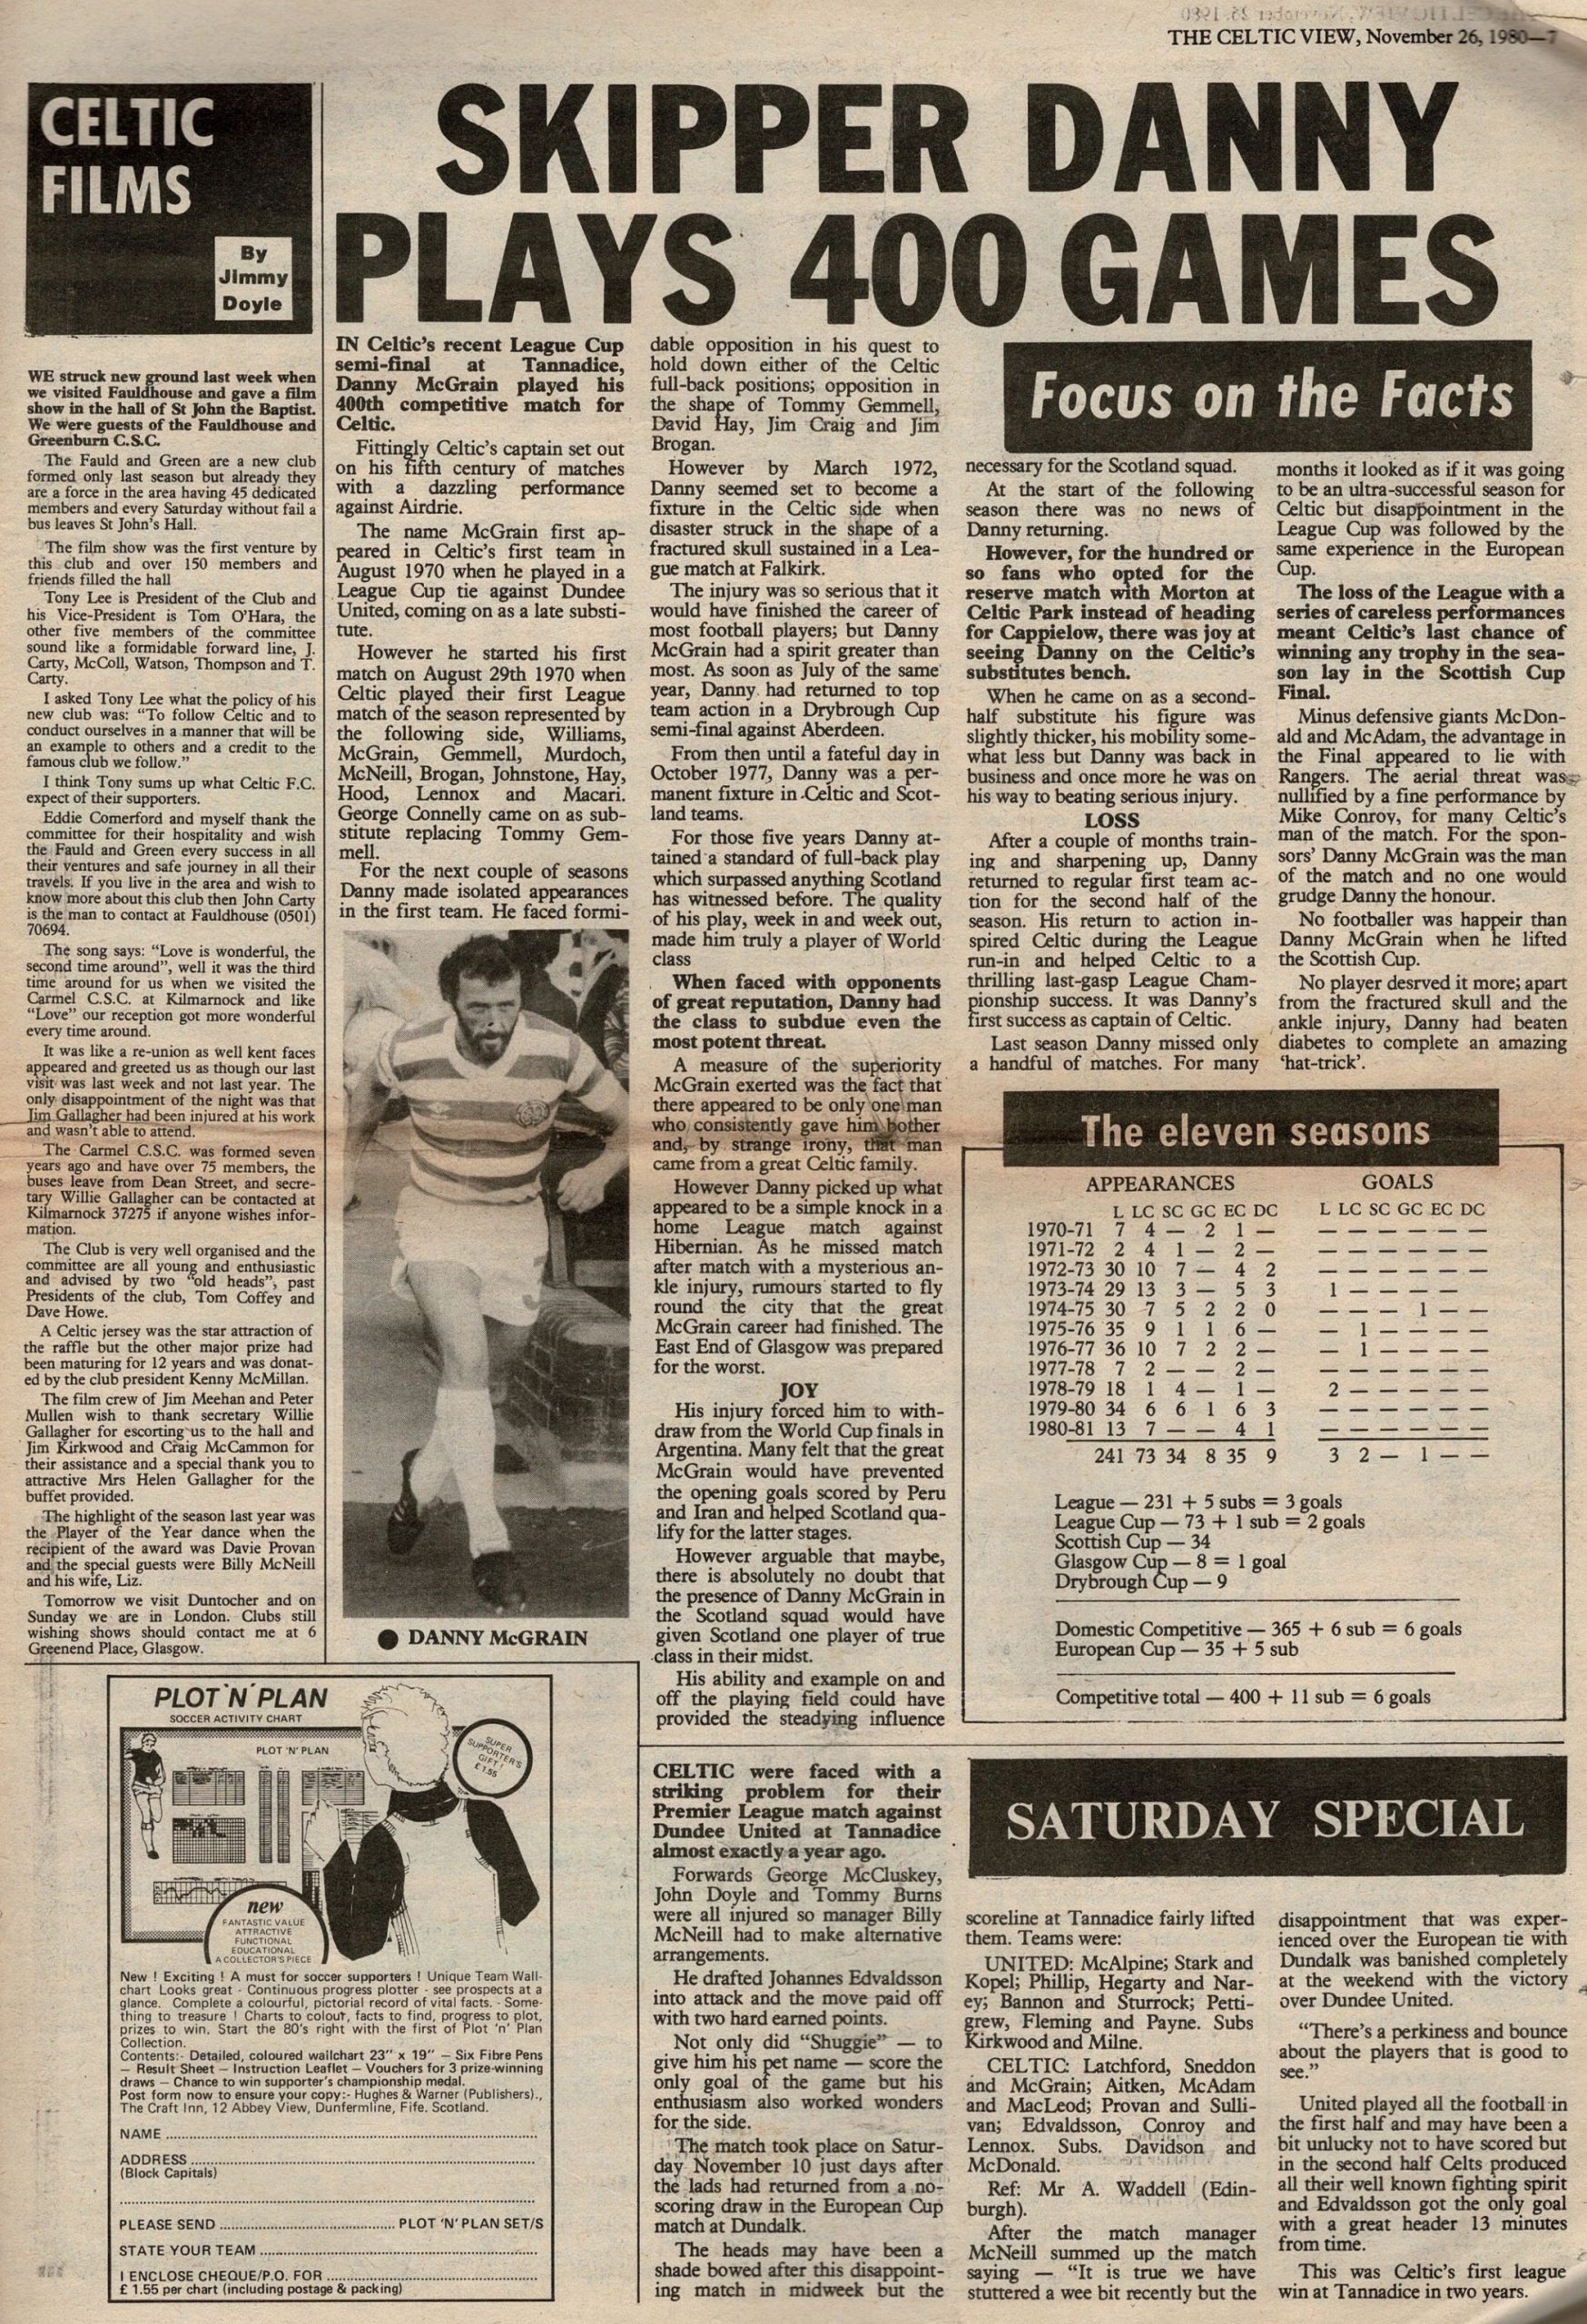 THE CELTIC VIEW, November 26, 1980—7
CELTIC
FILMS
By
Jimmy
Doyle
WE struck new ground last week when
we visited Fauldhouse and gave a film
show in the hall of St John the Baptist.
We were guests of the Fauldhouse and
Greenburn C.S.C.
The Fauld and Green are a new club
formed only last season but already they
are a force in the area having 45 dedicated
members and every Saturday without fail a
bus leaves St John's Hall.
The film show was the first venture by
this club and over 150 members and
friends filled the hall
Tony Lee is President of the Club and
his Vice-President is Tom O'Hara, the
other five members of the committee
sound like a formidable forward line, J.
Carty, McColl, Watson, Thompson and T.
Carty.
I asked Tony Lee what the policy of his
new club was: “To follow Celtic and to
conduct ourselves in a manner that will be
an example to others and a credit to the
famous club we follow.”
I think Tony sums up what Celtic F.C.
expect of their supporters.
Eddie Comerford and myself thank the
committee for their hospitality and wish
the Fauld and Green every success in all
their ventures and safe journey in all their
travels. If you live in the area and wish to
know more about this club then John Carty
is the man to contact at Fauldhouse (0501)
70694.
The song says: “Love is wonderful, the
second time around”, well it was the third
time around for us when we visited the
Carmel C.S.C. at Kilmarnock and like
“Love” our reception got more wonderful
every time around.
It was like a re-union as well kent faces
appeared and greeted us as though our last
visit was last week and not last year. The
only disappointment of the night was that
Jim Gallagher had been injured at his work
and wasn't able to attend.
The Carmel C.S.C. was formed seven
years ago and have over 75 members, the
buses leave from Dean Street, and secre-
tary Willie Gallagher can be contacted at
Kilmarnock 37275 if anyone wishes infor-
mation.
The Club is very well organised and the
committee are all young and enthusiastic
and advised by two “old heads”, past
Presidents of the club, Tom Coffey and
Dave Howe.
A Celtic jersey was the star attraction of
the raffle but the other major prize had
been maturing for 12 years and was donat-
ed by the club president Kenny McMillan.
The film crew of Jim Meehan and Peter
Mullen wish to thank secretary Willie
Gallagher for escorting us to the hall and
Jim Kirkwood and Craig McCammon for
their assistance and a special thank you to
attractive Mrs Helen Gallagher for the
buffet provided.
The highlight of the season last year was
the Player of the Year dance when the
recipient of the award was Davie Provan
and the special guests were Billy McNeill
and his wife, Liz.
Tomorrow we visit Duntocher and on
Sunday we are in London. Clubs still
wishing shows should contact me at 6
Greenend Place, Glasgow.
SKIPPER DANNY
PLAYS 400 GAMES
IN Celtic's recent League Cup
semi-final at Tannadice,
Danny McGrain played his
400th competitive match for
Celtic.
Fittingly Celtic's captain set out
on his fifth century of matches
with a dazzling performance
against Airdrie.
The name McGrain first ap-
peared in Celtic's first team in
August 1970 when he played in a
League Cup tie against Dundee
United, coming on as a late substi-
tute.
However he started his first
match on August 29th 1970 when
Celtic played their first League
match of the season represented by
the following side, Williams,
McGrain, Gemmell, Murdoch,
McNeill, Brogan, Johnstone, Hay,
Hood, Lennox and Macari.
George Connelly came on as sub-
stitute replacing Tommy Gem-
mell.
For the next couple of seasons
Danny made isolated appearances
in the first team. He faced formi-
● DANNY McGRAIN
dable opposition in his quest to
hold down either of the Celtic
full-back positions; opposition in
the shape of Tommy Gemmell,
David Hay, Jim Craig and Jim
Brogan.
However by March 1972,
Danny seemed set to become a
fixture in the Celtic side when
disaster struck in the shape of a
fractured skull sustained in a Lea-
gue match at Falkirk.
The injury was so serious that it
would have finished the career of
most football players; but Danny
McGrain had a spirit greater than
most. As soon as July of the same
year, Danny had returned to top
team action in a Drybrough Cup
semi-final against Aberdeen.
From then until a fateful day in
October 1977, Danny was a per-
manent fixture in Celtic and Scot-
land teams.
For those five years Danny at-
tained a standard of full-back play
which surpassed anything Scotland
has witnessed before. The quality
of his play, week in and week out,
made him truly a player of World
class
When faced with opponents
of great reputation, Danny had
the class to subdue even the
most potent threat.
A measure of the superiority
McGrain exerted was the fact that
there appeared to be only one man
who consistently gave him bother
and, by strange irony, that man
came from a great Celtic family.
However Danny picked up what
appeared to be a simple knock in a
home League match against
Hibernian. As he missed match
after match with a mysterious an-
kle injury, rumours started to fly
round the city that the great
McGrain career had finished. The
East End of Glasgow was prepared
for the worst.
JOY
His injury forced him to with-
draw from the World Cup finals in
Argentina. Many felt that the great
McGrain would have prevented
the opening goals scored by Peru
and Iran and helped Scotland qua-
lify for the latter stages.
However arguable that maybe,
there is absolutely no doubt that
the presence of Danny McGrain in
the Scotland squad would have
given Scotland one player of true
class in their midst.
His ability and example on and
off the playing field could have
provided the steadying influence
Focus on the Facts
necessary for the Scotland squad.
At the start of the following
season there was no news of
Danny returning.
However, for the hundred or
so fans who opted for the
reserve match with Morton at
Celtic Park instead of heading
for Cappielow, there was joy at
seeing Danny on the Celtic's
substitutes bench.
When he came on as a second-
half substitute his figure was
slightly thicker, his mobility some-
what less but Danny was back in
business and once more he was on
his way to beating serious injury.
LOSS
After a couple of months train-
ing and sharpening up, Danny
returned to regular first team ac-
tion for the second half of the
season. His return to action in-
spired Celtic during the League
run-in and helped Celtic to a
thrilling last-gasp League Cham-
pionship success. It was Danny's
first success as captain of Celtic.
Last season Danny missed only
a handful of matches. For many
months it looked as if it was going
to be an ultra-successful season for
Celtic but disappointment in the
League Cup was followed by the
same experience in the European
Cup.
The loss of the League with a
series of careless performances
meant Celtic's last chance of
winning any trophy in the sea-
son lay in the Scottish Cup
Final.
Minus defensive giants McDon-
ald and McAdam, the advantage in
the Final appeared to lie with
Rangers. The aerial threat was
nullified by a fine performance by
Mike Conroy, for many Celtic's
man of the match. For the spon-
sors' Danny McGrain was the man
of the match and no one would
grudge Danny the honour.
No footballer was happeir than
Danny McGrain when he lifted
the Scottish Cup.
No player desrved it more; apart
from the fractured skull and the
ankle injury, Danny had beaten
diabetes to complete an amazing
‘hat-trick’.
The eleven seasons
APPEARANCES GOALS
L LC SC GC EC DC L LC SC GC EC DC
1970-71 7 4 — 2 1 — — — — — — —
1971-72 2 4 1 — 2 — — — — — — —
1972-73 30 10 7 — 4 2 — — — — — —
1973-74 29 13 3 — 5 3 1 — — — —
1974-75 30 7 5 2 2 0 — — — 1 — —
1975-76 35 9 1 1 6 — — 1 — — — —
1976-77 36 10 7 2 2 — — 1 — — — —
1977-78 7 2 — — 2 — — — — — — —
1978-79 18 1 4 — 1 — 2 — — — — —
1979-80 34 6 6 1 6 3 — — — — — —
1980-81 13 7 — — 4 1 — — — — — —
241 73 34 8 35 9 3 2 — 1 — —
League — 231 + 5 subs = 3 goals
League Cup — 73 + 1 sub = 2 goals
Scottish Cup — 34
Glasgow Cup — 8 = 1 goal
Drybrough Cup — 9
Domestic Competitive — 365 + 6 sub = 6 goals
European Cup — 35 + 5 sub
Competitive total — 400 + 11 sub = 6 goals
PLOT 'N' PLAN
SOCCER ACTIVITY CHART
PLOT 'N' PLAN
SUPER
SUPPORTER'S
GIFT!
£1.55
new
FANTASTIC VALUE
ATTRACTIVE
FUNCTIONAL
EDUCATIONAL
A COLLECTOR'S PIECE
New ! Exciting ! A must for soccer supporters ! Unique Team Wall-
chart Looks great - Continuous progress plotter - see prospects at a
glance. Complete a colourful, pictorial record of vital facts. - Some-
thing to treasure ! Charts to colour, facts to find, progress to plot,
prizes to win. Start the 80's right with the first of Plot 'n' Plan
Collection.
Contents:- Detailed, coloured wallchart 23” x 19” — Six Fibre Pens
— Result Sheet — Instruction Leaflet — Vouchers for 3 prize-winning
draws — Chance to win supporter's championship medal.
Post form now to ensure your copy:- Hughes & Warner (Publishers).,
The Craft Inn, 12 Abbey View, Dunfermline, Fife. Scotland.
NAME
ADDRESS
(Block Capitals)
PLEASE SEND PLOT 'N' PLAN SET/S
STATE YOUR TEAM
I ENCLOSE CHEQUE/P.O. FOR
£ 1.55 per chart (including postage & packing)
SATURDAY SPECIAL
CELTIC were faced with a
striking problem for their
Premier League match against
Dundee United at Tannadice
almost exactly a year ago.
Forwards George McCluskey,
John Doyle and Tommy Burns
were all injured so manager Billy
McNeill had to make alternative
arrangements.
He drafted Johannes Edvaldsson
into attack and the move paid off
with two hard earned points.
Not only did “Shuggie” — to
give him his pet name — score the
only goal of the game but his
enthusiasm also worked wonders
for the side.
The match took place on Satur-
day November 10 just days after
the lads had returned from a no-
scoring draw in the European Cup
match at Dundalk.
The heads may have been a
shade bowed after this disappoint-
ing match in midweek but the
scoreline at Tannadice fairly lifted
them. Teams were:
UNITED: McAlpine; Stark and
Kopel; Phillip, Hegarty and Nar-
ey; Bannon and Sturrock; Petti-
grew, Fleming and Payne. Subs
Kirkwood and Milne.
CELTIC: Latchford, Sneddon
and McGrain; Aitken, McAdam
and MacLeod; Provan and Sulli-
van; Edvaldsson, Conroy and
Lennox. Subs. Davidson and
McDonald.
Ref: Mr A. Waddell (Edin-
burgh).
After the match manager
McNeill summed up the match
saying — “It is true we have
stuttered a wee bit recently but the
disappointment that was exper-
ienced over the European tie with
Dundalk was banished completely
at the weekend with the victory
over Dundee United.
“There's a perkiness and bounce
about the players that is good to
see.”
United played all the football in
the first half and may have been a
bit unlucky not to have scored but
in the second half Celts produced
all their well known fighting spirit
and Edvaldsson got the only goal
with a great header 13 minutes
from time.
This was Celtic's first league
win at Tannadice in two years.